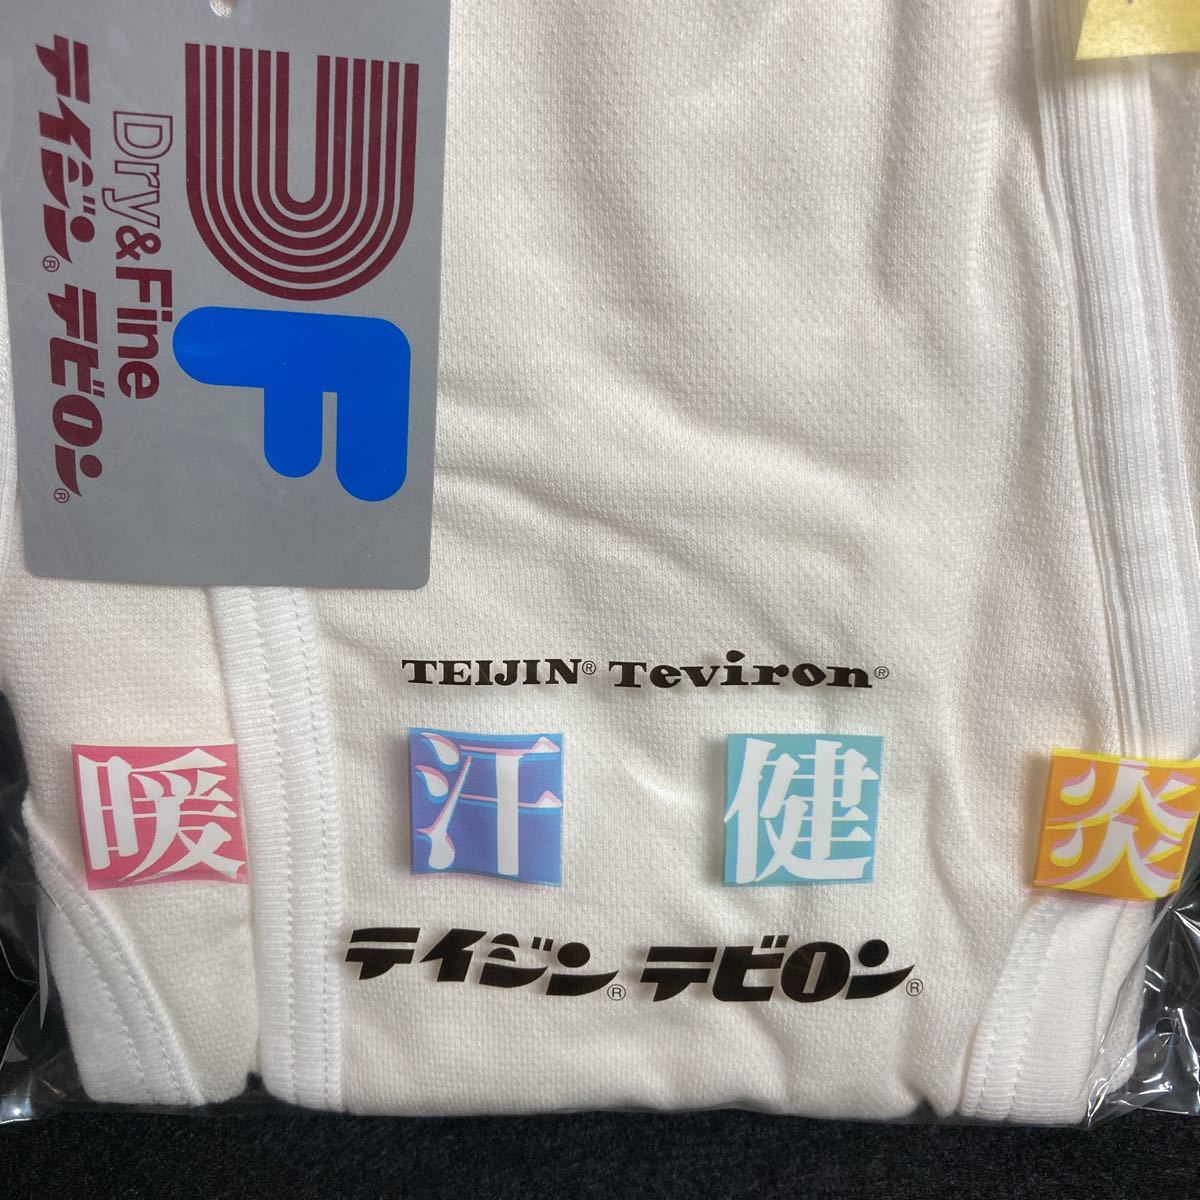 DF
Dry&Fine
テイジン® テビロン®
TEIJIN® Teviron®
暖 汗 健 炎
テイジン® テビロン®